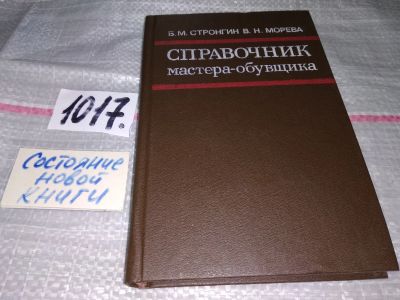 Б.М. СТРОНГИН В. Н. МОРЕВА
СПРАВОЧНИК
мастера-обувщика
1017.
Состояние
новой
книги